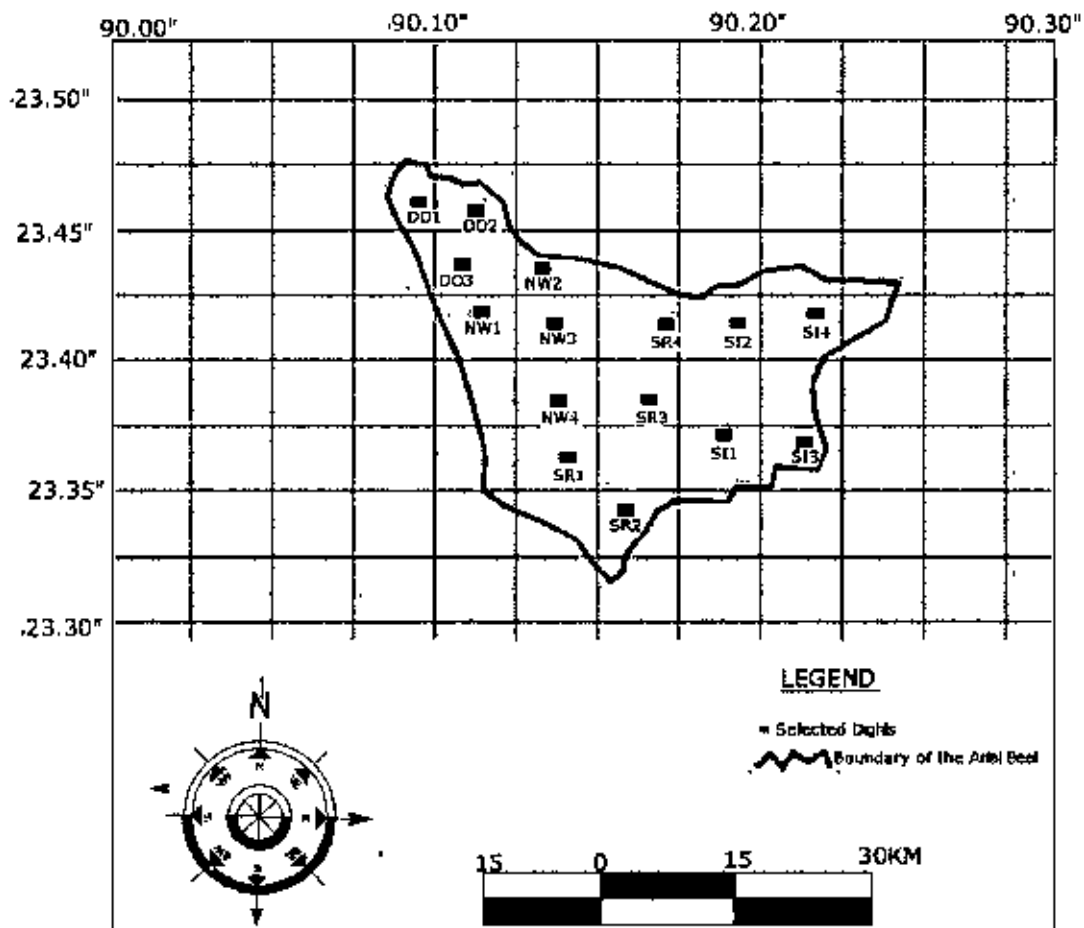 90.00" 90.10" 90.20" 90.30"
23.50"
DD1 DD2
23.45"
DD3 NW2
NW1 NW3 SR4 SI2 SI4
23.40"
NW4 SR3
SR1 SI1 SI3
23.35"
SR2
23.30"
N
LEGEND
Selected Dighis
Boundary of the Arial Beel
15 0 15 30KM